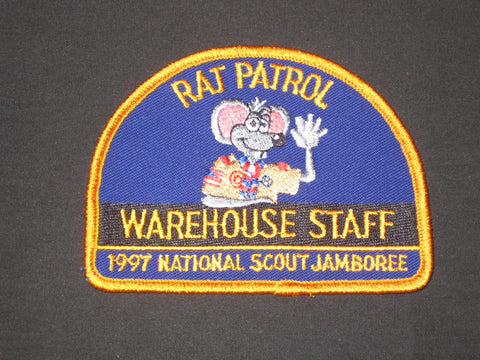 RAT PATROL
WAREHOUSE STAFF
1997 NATIONAL SCOUT JAMBOREE